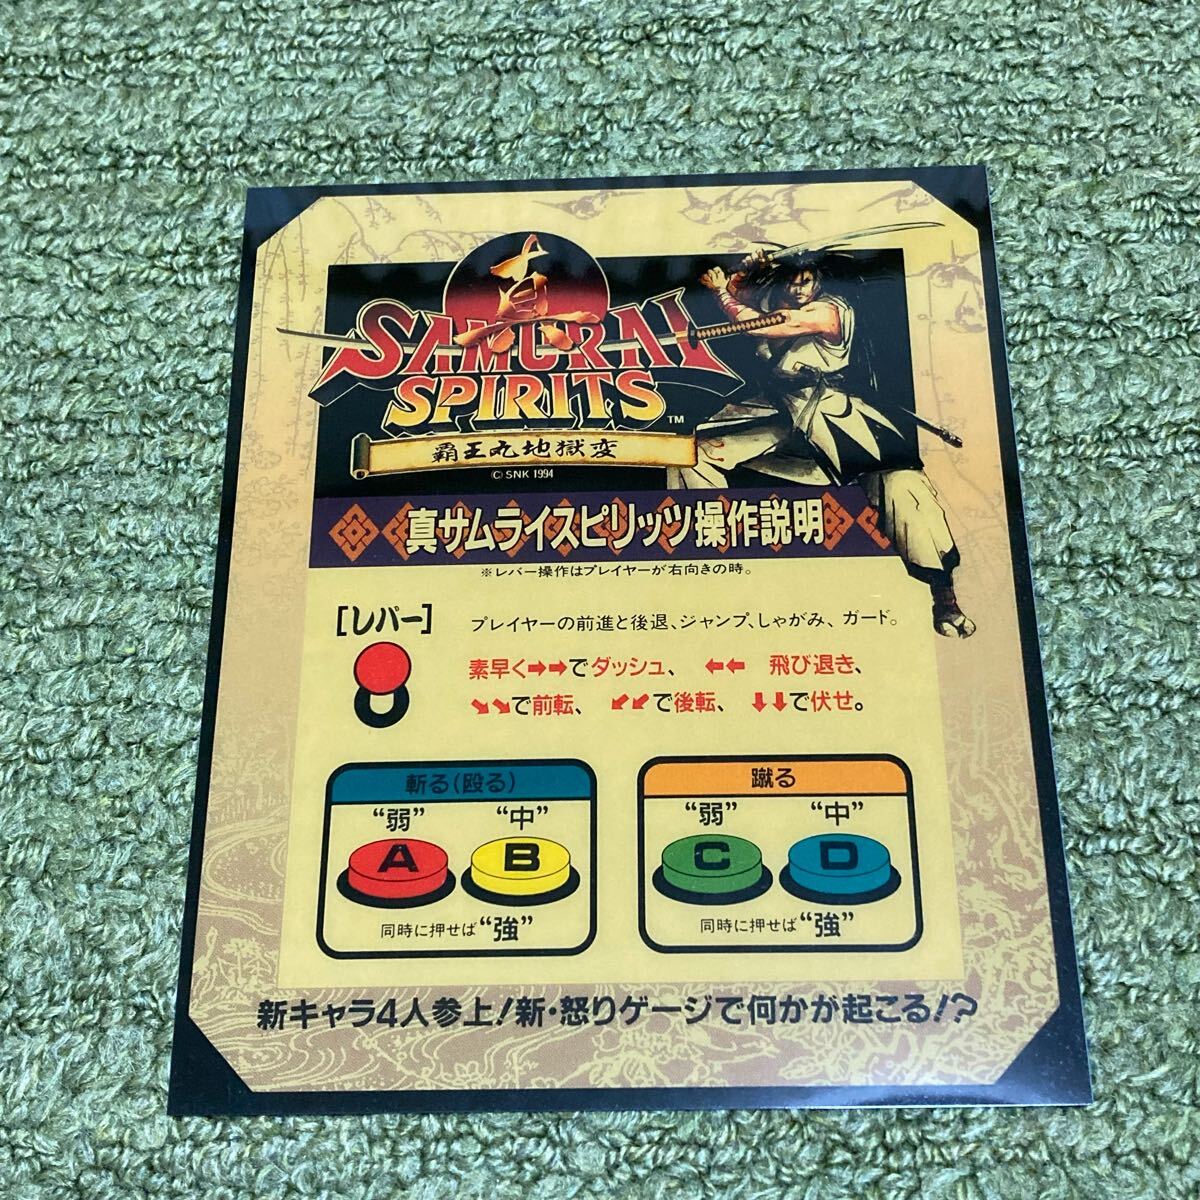 真
SAMURAI
SPIRITS™
覇王丸地獄変
© SNK 1994
真サムライスピリッツ操作説明
※レバー操作はプレイヤーが右向きの時。
[レバー]
プレイヤーの前進と後退、ジャンプ、しゃがみ、ガード。
素早く➡➡でダッシュ、⬅⬅ 飛び退き、
⬊⬊で前転、⬋⬋で後転、⬇⬇で伏せ。
斬る(殴る)
“弱” “中”
A B
同時に押せば“強”
蹴る
“弱” “中”
C D
同時に押せば“強”
新キャラ4人参上!新・怒りゲージで何かが起こる!?